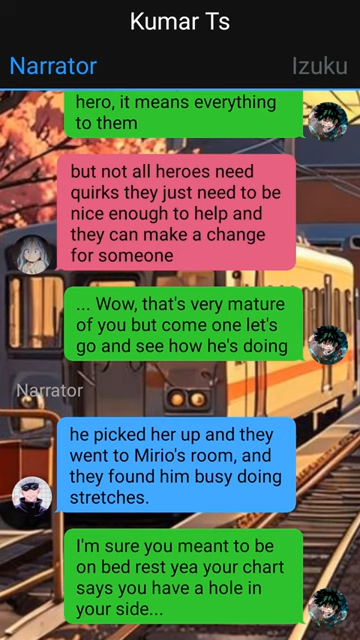 Kumar Ts
Narrator
Izuku
hero, it means everything
to them
but not all heroes need
quirks they just need to be
nice enough to help and
they can make a change
for someone
... Wow, that's very mature
of you but come one let's
go and see how he's doing
Narrator
he picked her up and they
went to Mirio's room, and
they found him busy doing
stretches.
I'm sure you meant to be
on bed rest yea your chart
says you have a hole in
your side...